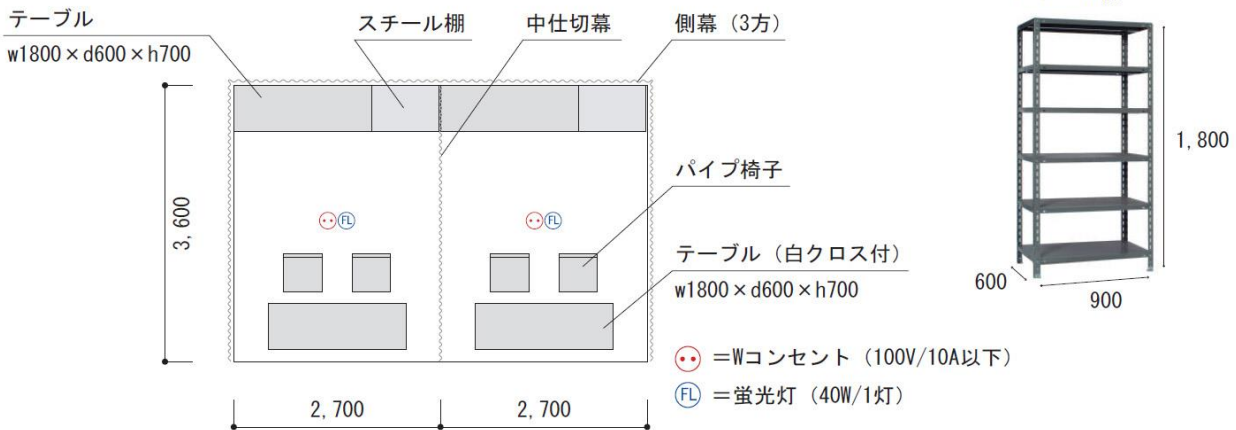 テーブル
w1800×d600×h700
スチール棚
中仕切幕
側幕（3方）
1,800
3,600
FL
FL
パイプ椅子
テーブル（白クロス付）
w1800×d600×h700
600
900
=Wコンセント（100V/10A以下）
FL =蛍光灯（40W/1灯）
2,700
2,700